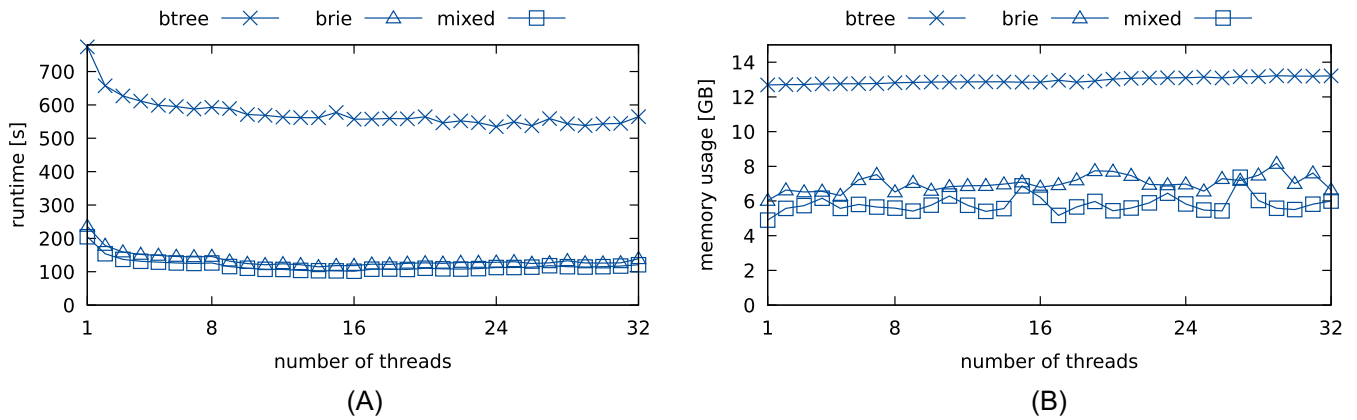 btree brie mixed
runtime [s]
700
600
500
400
300
200
100
0
1 8 16 24 32
number of threads
(A)
btree brie mixed
memory usage [GB]
14
12
10
8
6
4
2
0
1 8 16 24 32
number of threads
(B)